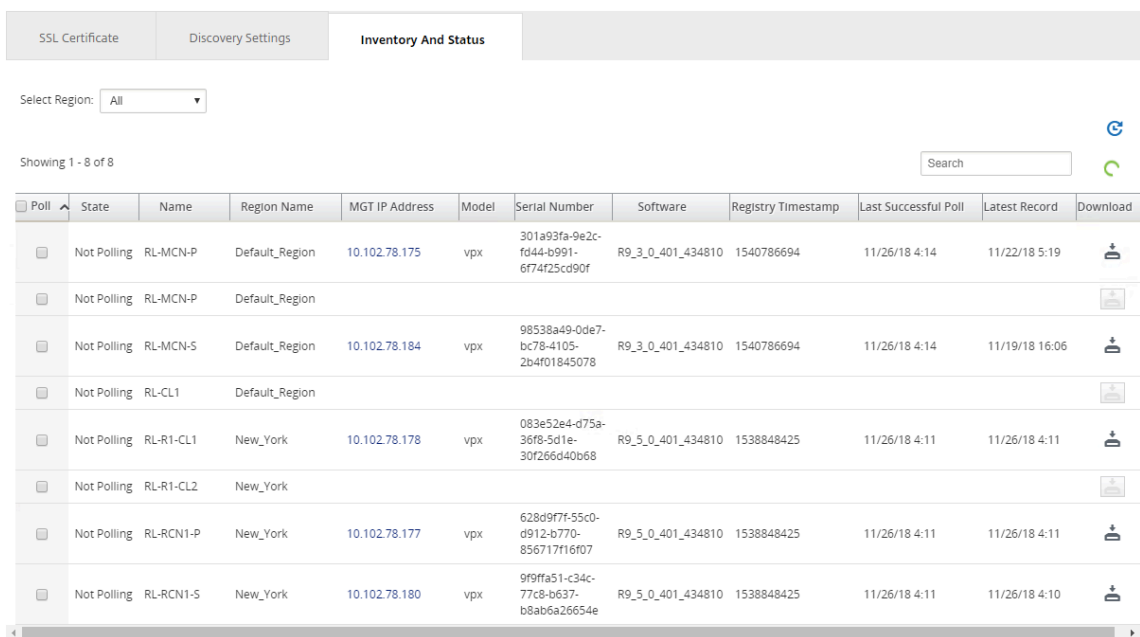 SSL Certificate Discovery Settings Inventory And Status
Select Region: All
Showing 1 - 8 of 8 Search
Poll State Name Region Name MGT IP Address Model Serial Number Software Registry Timestamp Last Successful Poll Latest Record Download
301a93fa-9e2c-
Not Polling RL-MCN-P Default_Region 10.102.78.175 vpx fd44-b991- R9_3_0_401_434810 1540786694 11/26/18 4:14 11/22/18 5:19
6f74f25cd90f
Not Polling RL-MCN-P Default_Region
98538a49-0de7-
Not Polling RL-MCN-S Default_Region 10.102.78.184 vpx bc78-4105- R9_3_0_401_434810 1540786694 11/26/18 4:14 11/19/18 16:06
2b4f01845078
Not Polling RL-CL1 Default_Region
083e52e4-d75a-
Not Polling RL-R1-CL1 New_York 10.102.78.178 vpx 36f8-5d1e- R9_5_0_401_434810 1538848425 11/26/18 4:11 11/26/18 4:11
30f266d40b68
Not Polling RL-R1-CL2 New_York
628d9f7f-55c0-
Not Polling RL-RCN1-P New_York 10.102.78.177 vpx d912-b770- R9_5_0_401_434810 1538848425 11/26/18 4:11 11/26/18 4:11
856717f16f07
9f9ffa51-c34c-
Not Polling RL-RCN1-S New_York 10.102.78.180 vpx 77c8-b637- R9_5_0_401_434810 1538848425 11/26/18 4:11 11/26/18 4:10
b8ab6a26654e